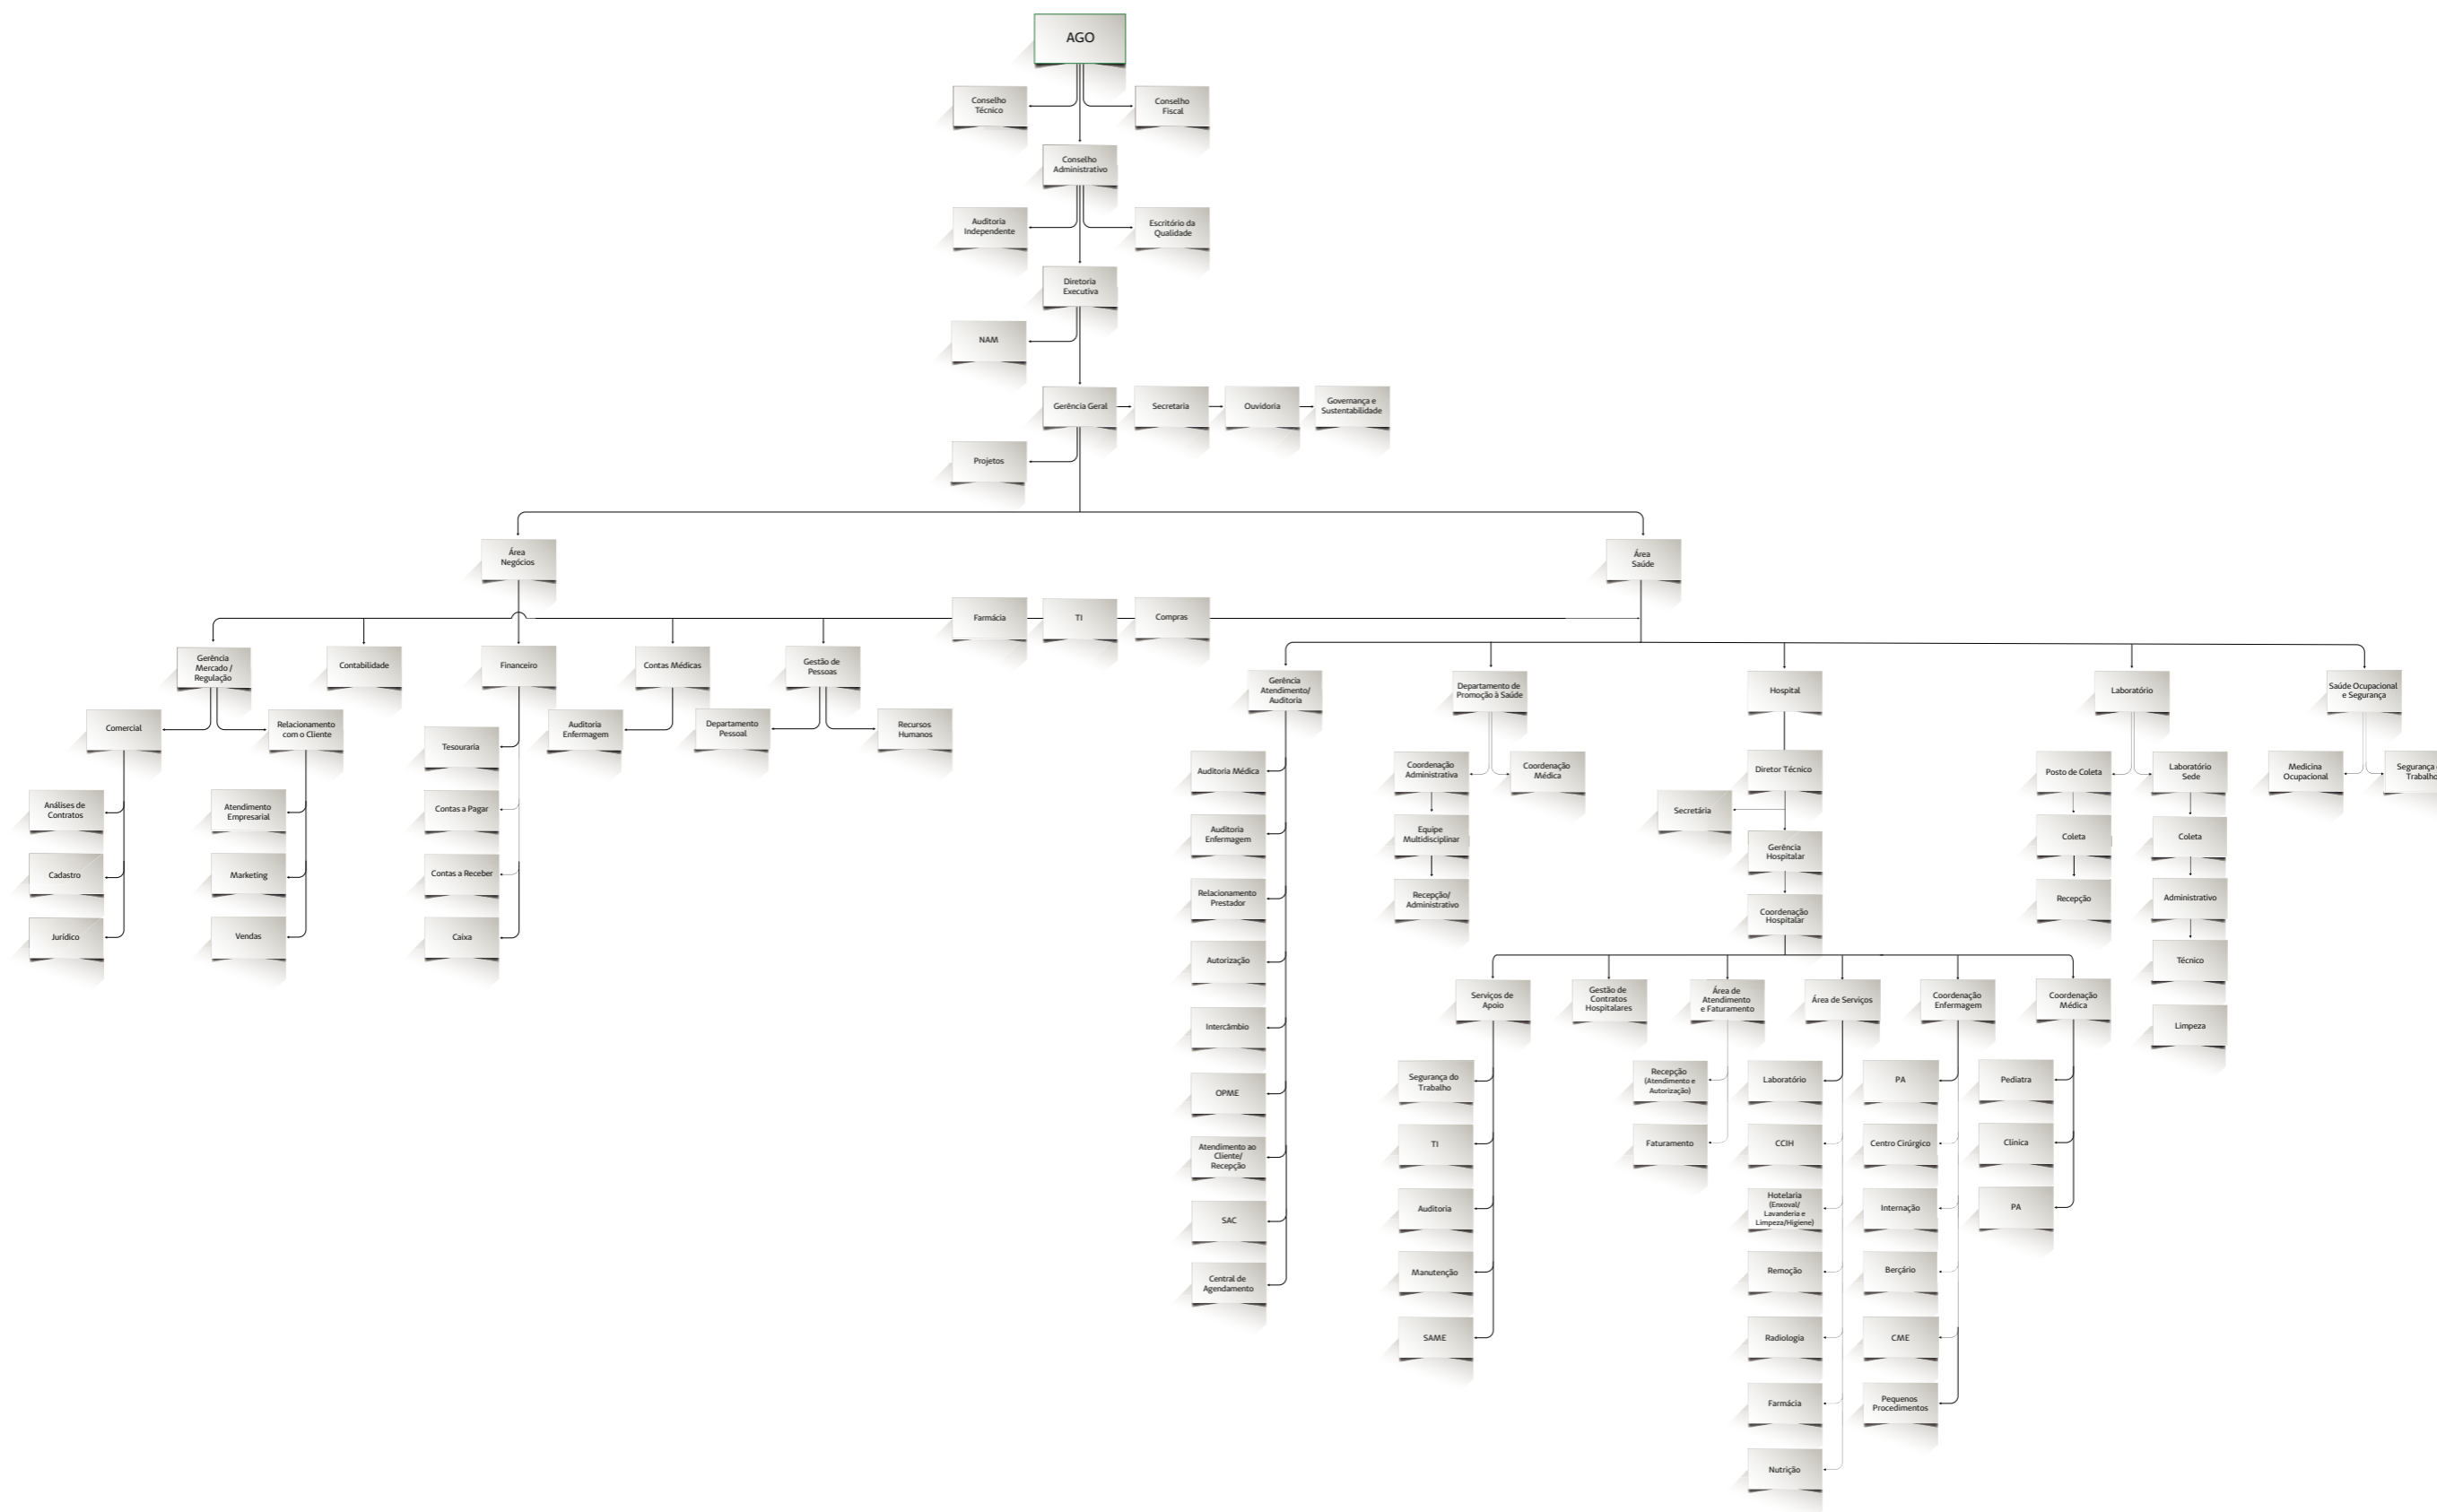 AGO
Conselho
Técnico
Conselho
Fiscal
Conselho
Administrativo
Auditoria
Independente
Escritório da
Qualidade
Diretoria
Executiva
NAM
Gerência Geral
Secretaria
Ouvidoria
Governança e
Sustentabilidade
Projetos
Área
Negócios
Área
Saúde
Farmácia
TI
Compras
Gerência
Mercado /
Regulação
Contabilidade
Financeiro
Contas Médicas
Gestão de
Pessoas
Comercial
Relacionamento
com o Cliente
Auditoria
Enfermagem
Departamento
Pessoal
Recursos
Humanos
Análises de
Contratos
Cadastro
Jurídico
Atendimento
Empresarial
Marketing
Vendas
Tesouraria
Contas a Pagar
Contas a Receber
Caixa
Gerência
Atendimento/
Auditoria
Departamento de
Promoção à Saúde
Hospital
Laboratório
Saúde Ocupacional
e Segurança
Auditoria Médica
Auditoria
Enfermagem
Relacionamento
Prestador
Autorização
Intercâmbio
OPME
Atendimento ao
Cliente/
Recepção
SAC
Central de
Agendamento
Coordenação
Administrativa
Coordenação
Médica
Equipe
Multidisciplinar
Recepção/
Administrativo
Diretor Técnico
Secretária
Gerência
Hospitalar
Coordenação
Hospitalar
Posto de Coleta
Laboratório
Sede
Coleta
Coleta
Recepção
Administrativo
Técnico
Limpeza
Medicina
Ocupacional
Segurança
Trabalho
Serviços de
Apoio
Gestão de
Contratos
Hospitalares
Área de
Atendimento
e Faturamento
Área de Serviços
Coordenação
Enfermagem
Coordenação
Médica
Segurança do
Trabalho
TI
Auditoria
Manutenção
SAME
Recepção
(Atendimento e
Autorização)
Faturamento
Laboratório
CCIH
Hotelaria
(Enxoval/
Lavanderia e
Limpeza/Higiene)
Remoção
Radiologia
Farmácia
Nutrição
PA
Centro Cirúrgico
Internação
Berçário
CME
Pequenos
Procedimentos
Pediatra
Clínica
PA